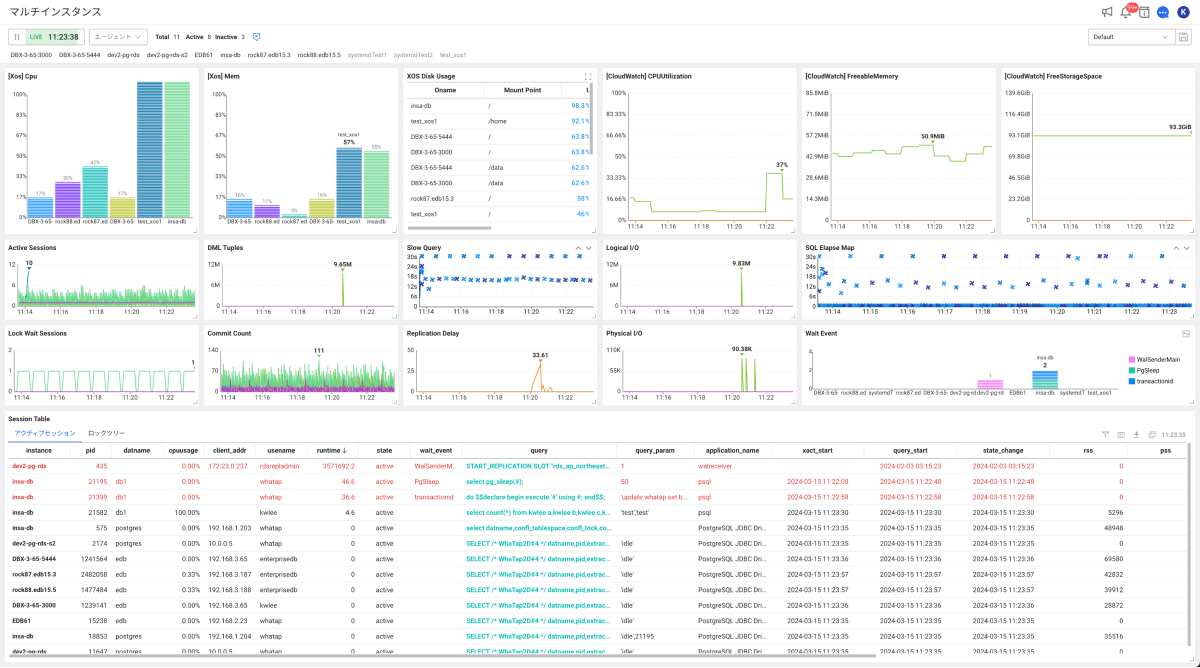 マルチインスタンス
99+
K
LIVE 11:23:38 エージェント Total 11 Active 8 Inactive 3 Default
DBX-3-65-3000 DBX-3-65-5444 dev2-pg-rds dev2-pg-rds-s2 EDB61 insa-db rock87.edb15.3 rock88.edb15.5 systemdTest1 systemdTest2 test_xos1
[Xos] Cpu
100%
83%
67%
50%
33%
17%
0%
17% 30% 42% 17%
DBX-3-65- rock88.ed rock87.ed DBX-3-65- test_xos1 insa-db
[Xos] Mem
100%
83%
67%
50%
33%
17%
0%
test_xos1
57%
16% 11% 3% 16% 55%
DBX-3-65- rock88.ed rock87.ed DBX-3-65- test_xos1 insa-db
XOS Disk Usage
Oname Mount Point U
insa-db / 98.3%
test_xos1 /home 92.1%
DBX-3-65-5444 / 63.8%
DBX-3-65-3000 / 63.8%
DBX-3-65-5444 /data 62.6%
DBX-3-65-3000 /data 62.6%
rock87.edb15.3 / 58%
test_xos1 / 46%
[CloudWatch] CPUUtilization
100%
83.33%
66.66%
50%
33.33%
16.66%
0%
37%
11:14 11:16 11:18 11:20 11:22
[CloudWatch] FreeableMemory
85.8MiB
71.5MiB
57.2MiB
42.9MiB
28.6MiB
14.3MiB
0
50.9MiB
11:14 11:16 11:18 11:20 11:22
[CloudWatch] FreeStorageSpace
139.6GiB
116.4GiB
93.1GiB
69.8GiB
46.5GiB
23.2GiB
0
93.3GiB
11:14 11:16 11:18 11:20 11:22
Active Sessions
12
6
0
10
11:14 11:16 11:18 11:20 11:22
DML Tuples
12M
6M
0
9.65M
11:14 11:16 11:18 11:20 11:22
Slow Query
30s
24s
18s
12s
6s
0
11:14 11:16 11:18 11:20 11:22
Logical I/O
12M
6M
0
9.83M
11:14 11:16 11:18 11:20 11:22
SQL Elapse Map
30s
24s
18s
12s
6s
0
11:14 11:15 11:16 11:17 11:18 11:19 11:20 11:21 11:22 11:23
Lock Wait Sessions
2
1
0
1
11:14 11:16 11:18 11:20 11:22
Commit Count
140
70
0
111
11:14 11:16 11:18 11:20 11:22
Replication Delay
50
25
0
33.61
11:14 11:16 11:18 11:20 11:22
Physical I/O
110K
55K
0
90.38K
11:14 11:16 11:18 11:20 11:22
Wait Event
4
2
0
1
insa-db
2
DBX-3-65- rock88.ed systemdT rock87.ed DBX-3-65- dev2-pg-rd dev2-pg-rd EDB61 insa-db systemdT test_xos1
WalSenderMain
PgSleep
transactionid
Session Table
アクティブセッション ロックツリー 11:23:35
instance pid datname cpuusage client_addr usename runtime ↓ state wait_event query query_param application_name xact_start query_start state_change rss pss
dev2-pg-rds 435 0.00% 172.23.0.237 rdsrepladmin 3571692.2 active WalSenderM... START_REPLICATION SLOT "rds_ap_northeast... 1 walreceiver 2024-02-03 03:15:23 2024-02-03 03:15:23 0
insa-db 21195 db1 0.00% whatap 46.6 active PgSleep select pg_sleep(#); 50 psql 2024-03-15 11:22:08 2024-03-15 11:22:48 2024-03-15 11:22:48 0
insa-db 21399 db1 0.00% whatap 36.6 active transactionid do $$declare begin execute '#' using #; end$$; 'update whatap set b... psql 2024-03-15 11:22:58 2024-03-15 11:22:58 2024-03-15 11:22:58 0
insa-db 21582 db1 100.00% kwlee 4.6 active select count(*) from kwlee a,kwlee b,kwlee c,k... 'test','test' psql 2024-03-15 11:23:30 2024-03-15 11:23:30 2024-03-15 11:23:30 5296
insa-db 575 postgres 0.00% 192.168.1.203 whatap 0 active select datname,confl_tablespace,confl_lock,co... PostgreSQL JDBC Dri... 2024-03-15 11:23:35 2024-03-15 11:23:35 2024-03-15 11:23:35 48948
dev2-pg-rds-s2 2174 postgres 0.00% 10.0.0.5 whatap 0 active SELECT /* WhaTap2D#4 */ datname,pid,extrac... 'idle' PostgreSQL JDBC Dri... 2024-03-15 11:23:35 2024-03-15 11:23:35 2024-03-15 11:23:35 0
DBX-3-65-5444 1241564 edb 0.00% 192.168.3.65 enterprisedb 0 active SELECT /* WhaTap2D#4 */ datname,pid,extrac... 'idle' PostgreSQL JDBC Dri... 2024-03-15 11:23:36 2024-03-15 11:23:36 2024-03-15 11:23:36 69580
rock87.edb15.3 2482058 edb 0.33% 192.168.3.187 enterprisedb 0 active SELECT /* WhaTap2D#4 */ datname,pid,extrac... 'idle' PostgreSQL JDBC Dri... 2024-03-15 11:23:57 2024-03-15 11:23:57 2024-03-15 11:23:57 42832
rock88.edb15.5 1477484 edb 0.33% 192.168.3.188 enterprisedb 0 active SELECT /* WhaTap2D#4 */ datname,pid,extrac... 'idle' PostgreSQL JDBC Dri... 2024-03-15 11:23:57 2024-03-15 11:23:57 2024-03-15 11:23:57 39912
DBX-3-65-3000 1239141 edb 0.00% 192.168.3.65 kwlee 0 active SELECT /* WhaTap2D#4 */ datname,pid,extrac... 'idle' PostgreSQL JDBC Dri... 2024-03-15 11:23:36 2024-03-15 11:23:36 2024-03-15 11:23:36 28872
EDB61 15238 edb 0.00% 192.168.2.23 whatap 0 active SELECT /* WhaTap2D#4 */ datname,pid,extrac... 'idle' PostgreSQL JDBC Dri... 2024-03-15 11:23:35 2024-03-15 11:23:35 2024-03-15 11:23:35 0
insa-db 18853 postgres 0.00% 192.168.1.204 whatap 0 active SELECT /* WhaTap2D#4 */ datname,pid,extrac... 'idle',21195 PostgreSQL JDBC Dri... 2024-03-15 11:23:35 2024-03-15 11:23:35 2024-03-15 11:23:35 35516
dev2-pg-rds 11647 postgres 0.00% 10.0.0.5 whatap 0 active SELECT /* WhaTap2D#4 */ datname,pid,extrac... 'idle' PostgreSQL JDBC Dri... 2024-03-15 11:23:35 2024-03-15 11:23:35 2024-03-15 11:23:35 0